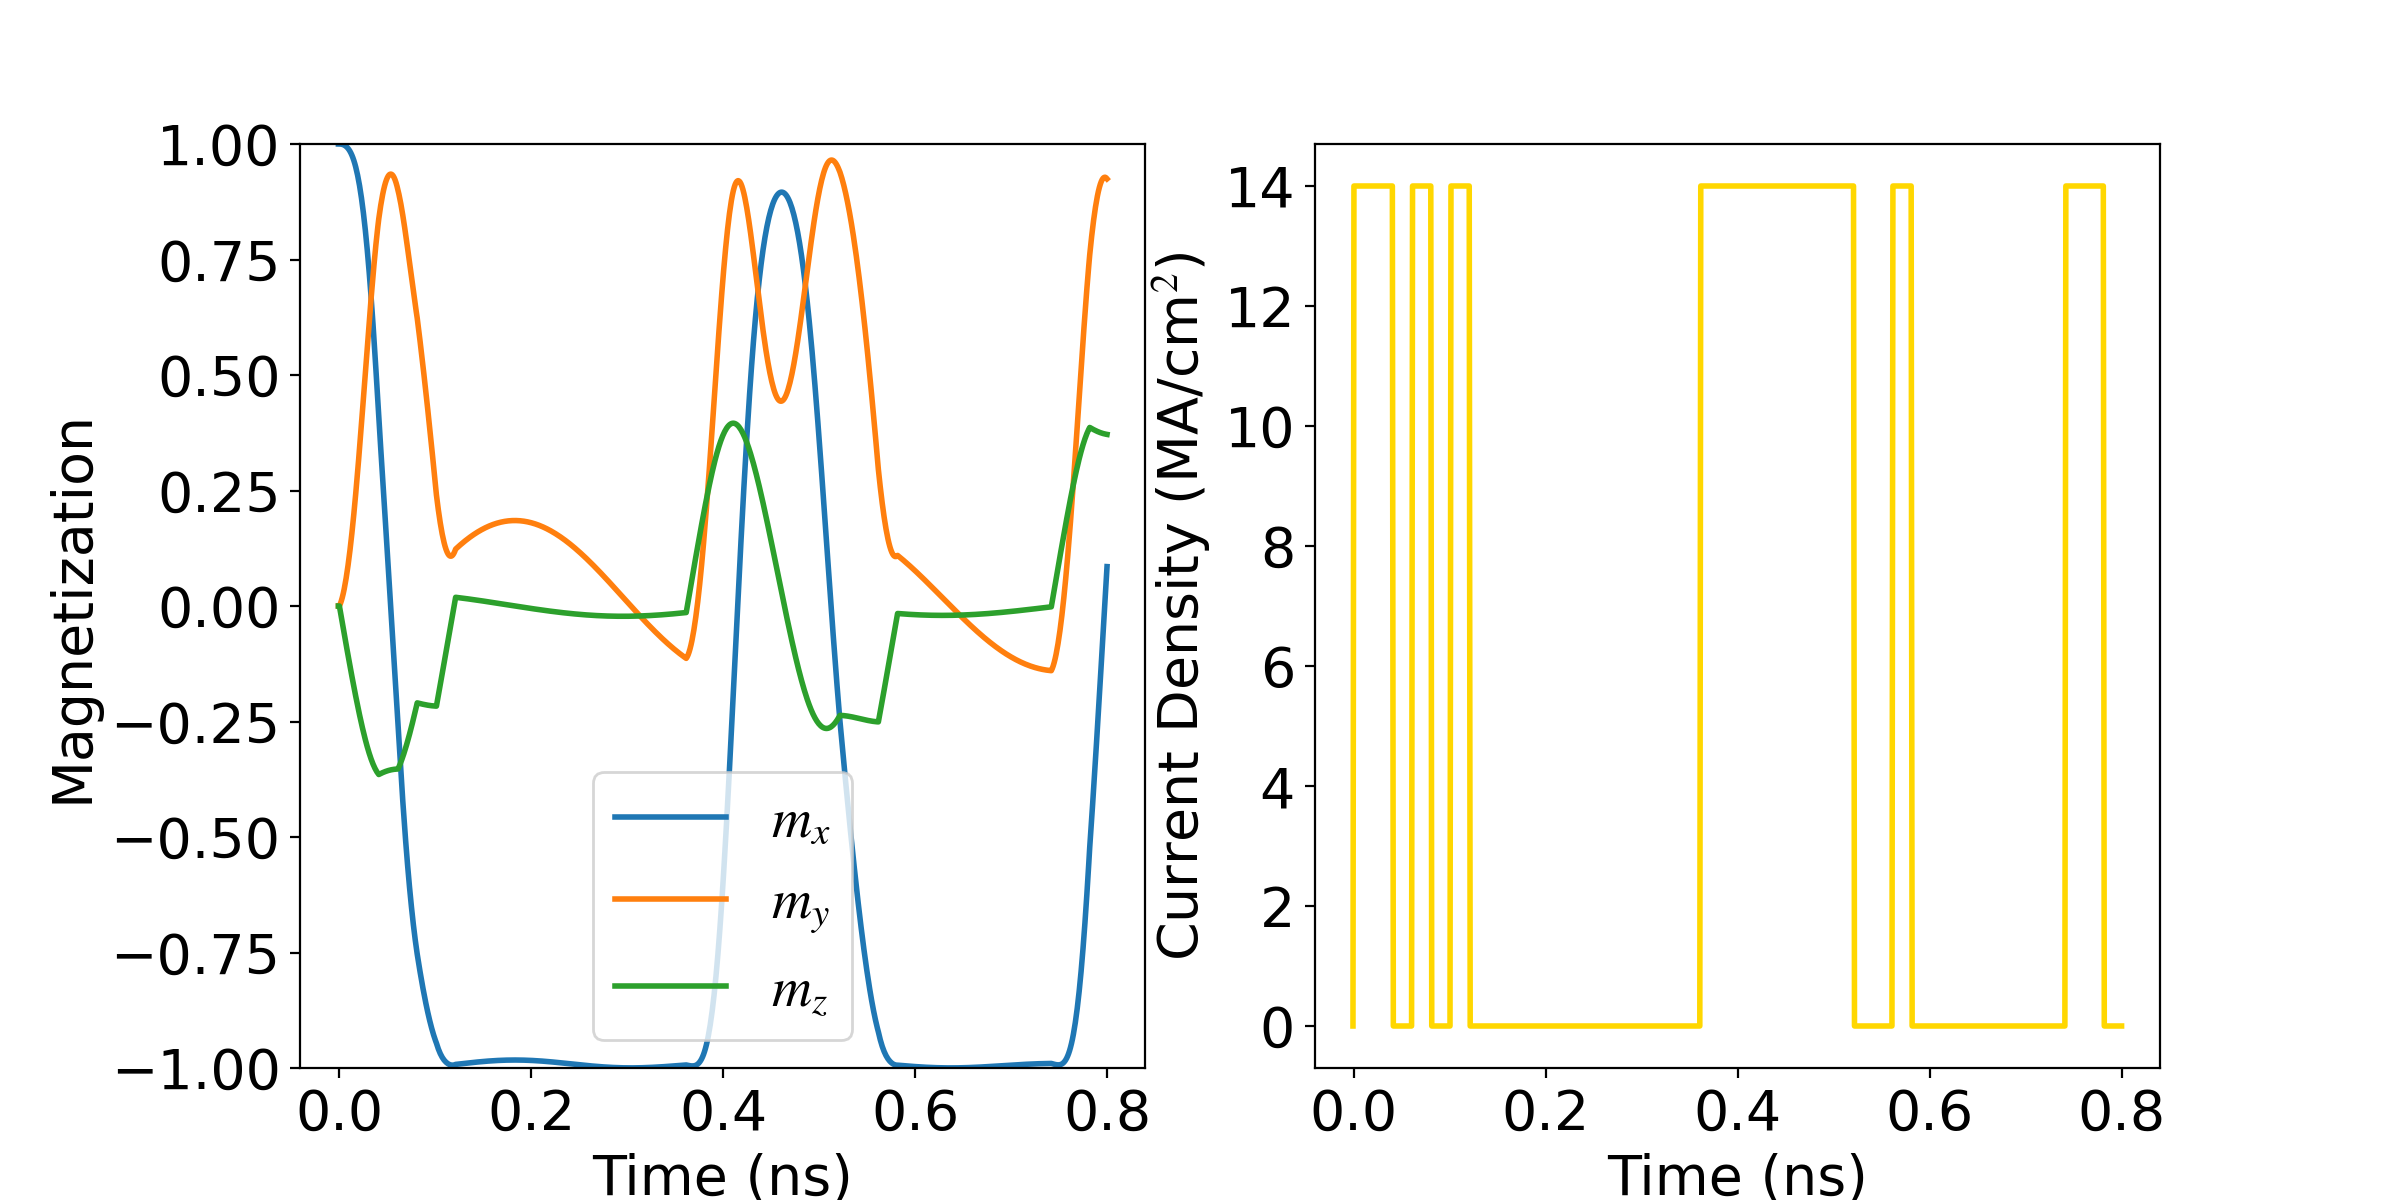 1.00
0.75
0.50
0.25
0.00
−0.25
−0.50
−0.75
−1.00
Magnetization
0.0 0.2 0.4 0.6 0.8
Time (ns)
m_x
m_y
m_z
14
12
10
8
6
4
2
0
Current Density (MA/cm²)
0.0 0.2 0.4 0.6 0.8
Time (ns)